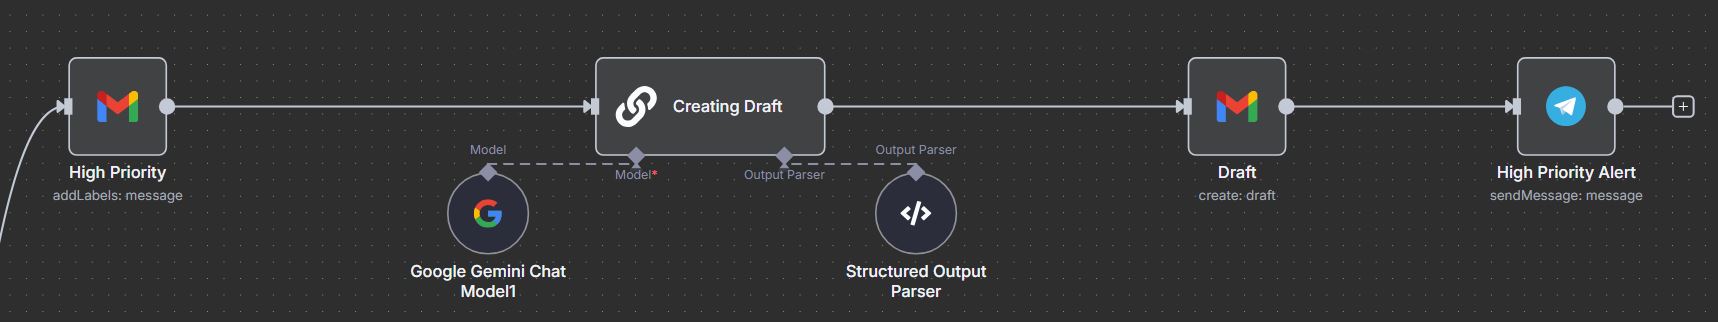 Creating Draft
Model
Model*
Output Parser
Output Parser
High Priority
addLabels: message
Draft
create: draft
High Priority Alert
sendMessage: message
Google Gemini Chat
Model1
Structured Output
Parser